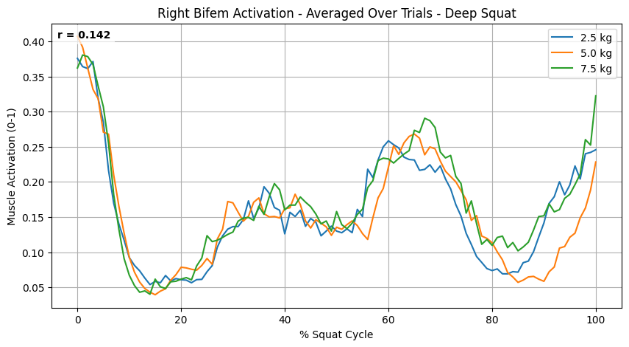 Right Bifem Activation - Averaged Over Trials - Deep Squat
r = 0.142
2.5 kg
5.0 kg
7.5 kg
Muscle Activation (0-1)
0.40
0.35
0.30
0.25
0.20
0.15
0.10
0.05
0 20 40 60 80 100
% Squat Cycle